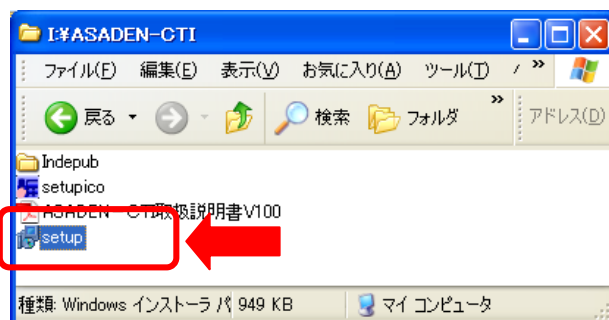 I:¥ASADEN-CTI
ファイル(F) 編集(E) 表示(V) お気に入り(A) ツール(T)
戻る 検索 フォルダ アドレス(D)
Indepub
setupico
ASADEN CTI取扱説明書V100
setup
種類: Windows インストーラ パ 949 KB マイ コンピュータ